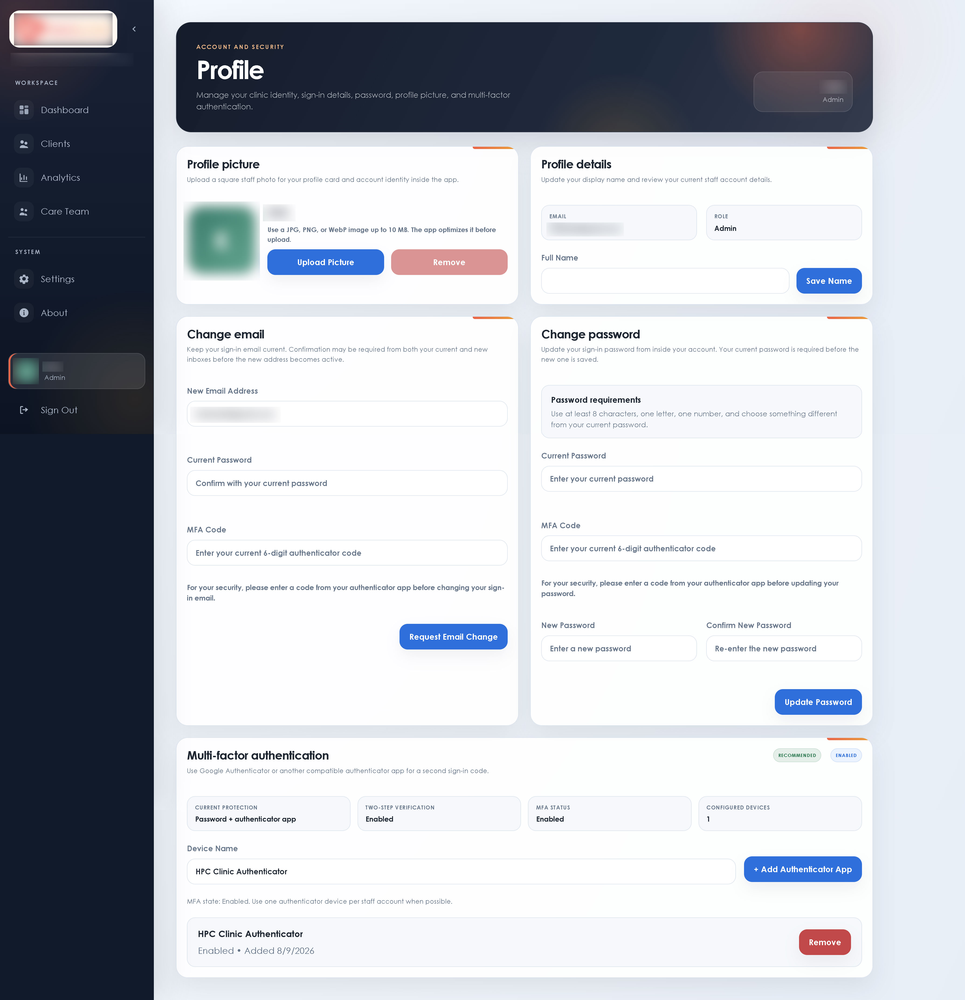 WORKSPACE
Dashboard
Clients
Analytics
Care Team
SYSTEM
Settings
About
Admin
Sign Out
ACCOUNT AND SECURITY
Profile
Manage your clinic identity, sign-in details, password, profile picture, and multi-factor
authentication.
Admin
Profile picture
Upload a square staff photo for your profile card and account identity inside the app.
Use a JPG, PNG, or WebP image up to 10 MB. The app optimizes it before
upload.
Upload Picture
Remove
Profile details
Update your display name and review your current staff account details.
EMAIL
ROLE
Admin
Full Name
Save Name
Change email
Keep your sign-in email current. Confirmation may be required from both your current and new
inboxes before the new address becomes active.
New Email Address
Current Password
Confirm with your current password
MFA Code
Enter your current 6-digit authenticator code
For your security, please enter a code from your authenticator app before changing your sign-
in email.
Request Email Change
Change password
Update your sign-in password from inside your account. Your current password is required before the
new one is saved.
Password requirements
Use at least 8 characters, one letter, one number, and choose something different
from your current password.
Current Password
Enter your current password
MFA Code
Enter your current 6-digit authenticator code
For your security, please enter a code from your authenticator app before updating your
password.
New Password
Enter a new password
Confirm New Password
Re-enter the new password
Update Password
Multi-factor authentication
RECOMMENDED
ENABLED
Use Google Authenticator or another compatible authenticator app for a second sign-in code.
CURRENT PROTECTION
Password + authenticator app
TWO-STEP VERIFICATION
Enabled
MFA STATUS
Enabled
CONFIGURED DEVICES
1
Device Name
HPC Clinic Authenticator
+ Add Authenticator App
MFA state: Enabled. Use one authenticator device per staff account when possible.
HPC Clinic Authenticator
Enabled • Added 8/9/2026
Remove